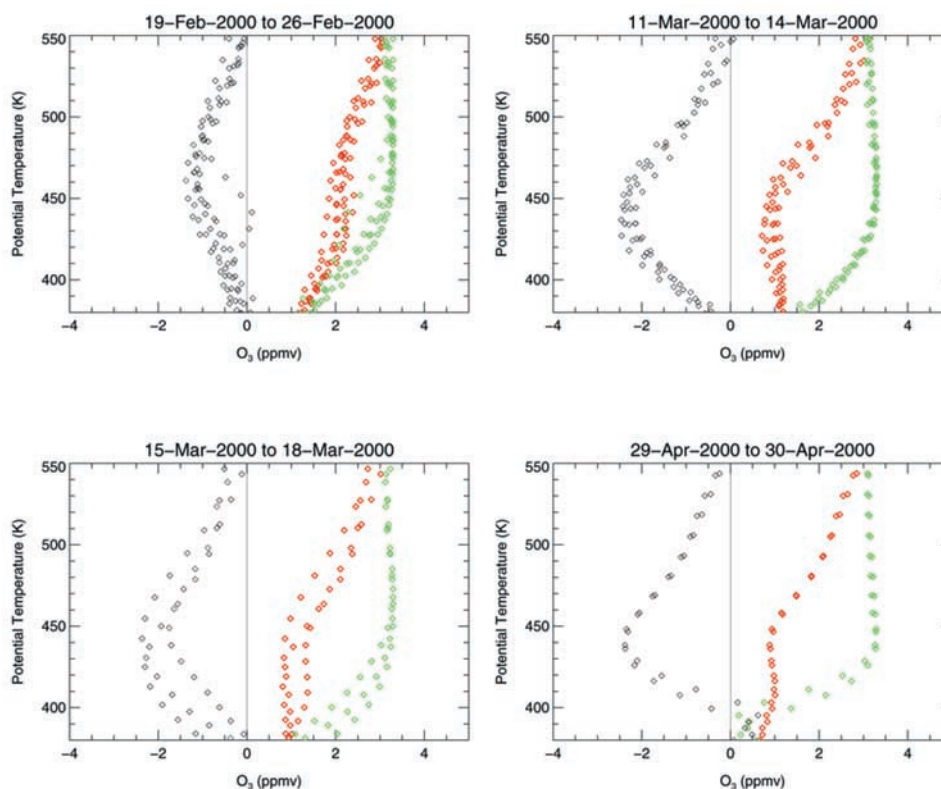 19-Feb-2000 to 26-Feb-2000
550
500
450
400
Potential Temperature (K)
-4 -2 0 2 4
O3 (ppmv)
11-Mar-2000 to 14-Mar-2000
550
500
450
400
Potential Temperature (K)
-4 -2 0 2 4
O3 (ppmv)
15-Mar-2000 to 18-Mar-2000
550
500
450
400
Potential Temperature (K)
-4 -2 0 2 4
O3 (ppmv)
29-Apr-2000 to 30-Apr-2000
550
500
450
400
Potential Temperature (K)
-4 -2 0 2 4
O3 (ppmv)